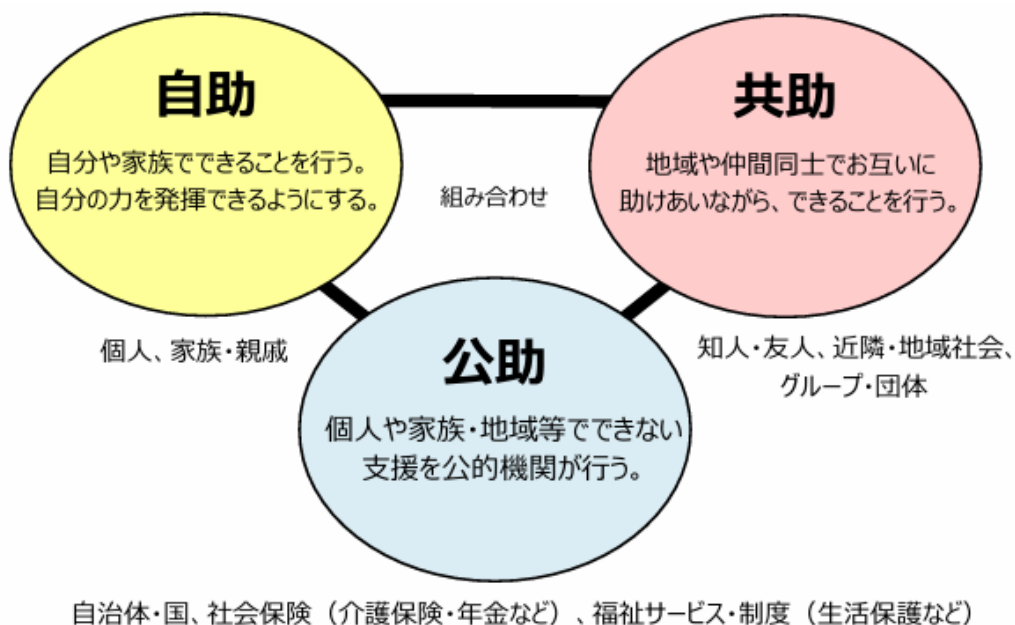 自助
自分や家族でできることを行う。
自分の力を発揮できるようにする。
共助
地域や仲間同士でお互いに
助けあいながら、できることを行う。
組み合わせ
個人、家族・親戚
知人・友人、近隣・地域社会、
グループ・団体
公助
個人や家族・地域等でできない
支援を公的機関が行う。
自治体・国、社会保険（介護保険・年金など）、福祉サービス・制度（生活保護など）